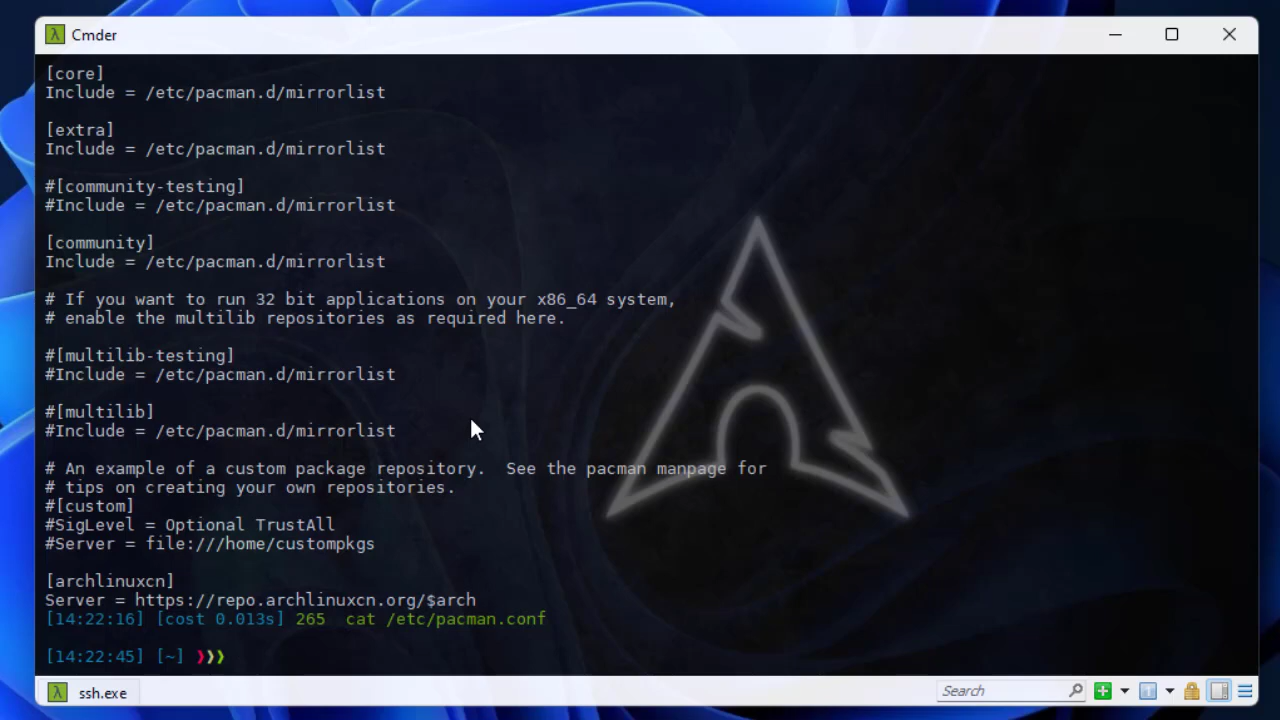 Cmder
[core]
Include = /etc/pacman.d/mirrorlist
[extra]
Include = /etc/pacman.d/mirrorlist
#[community-testing]
#Include = /etc/pacman.d/mirrorlist
[community]
Include = /etc/pacman.d/mirrorlist
# If you want to run 32 bit applications on your x86_64 system,
# enable the multilib repositories as required here.
#[multilib-testing]
#Include = /etc/pacman.d/mirrorlist
#[multilib]
#Include = /etc/pacman.d/mirrorlist
# An example of a custom package repository.  See the pacman manpage for
# tips on creating your own repositories.
#[custom]
#SigLevel = Optional TrustAll
#Server = file:///home/custompkgs
[archlinuxcn]
Server = https://repo.archlinuxcn.org/$arch
[14:22:16] [cost 0.013s] 265  cat /etc/pacman.conf
[14:22:45] [~] ❯❯❯
ssh.exe
Search